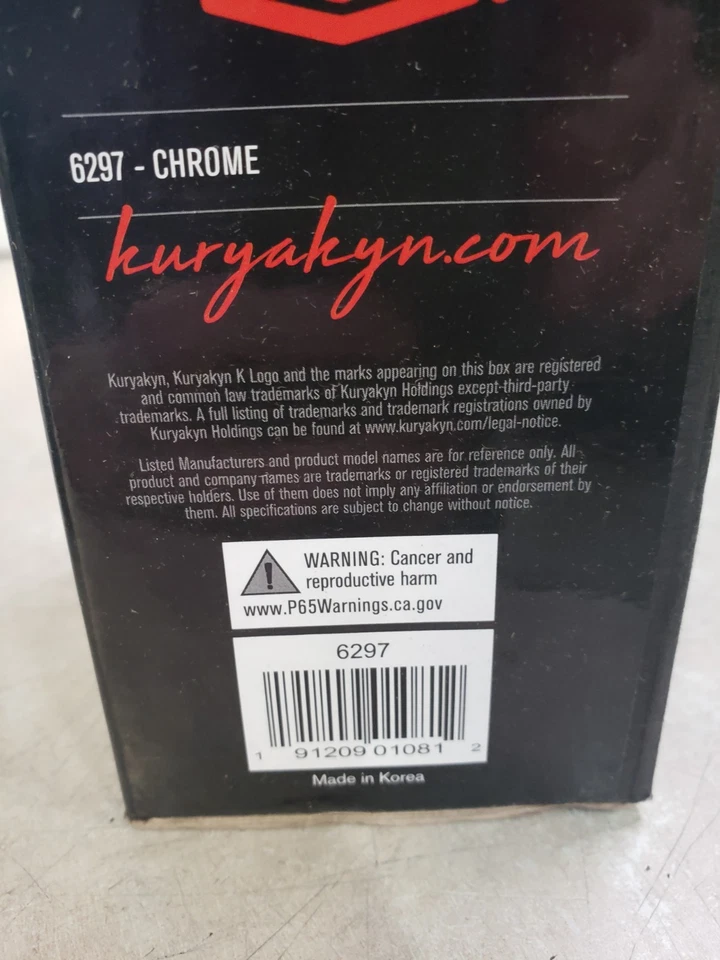 6297 - CHROME
kuryakyn.com
Kuryakyn, Kuryakyn K Logo and the marks appearing on this box are registered
and common law trademarks of Kuryakyn Holdings except-third-party
trademarks. A full listing of trademarks and trademark registrations owned by
Kuryakyn Holdings can be found at www.kuryakyn.com/legal-notice.
Listed Manufacturers and product model names are for reference only. All
product and company names are trademarks or registered trademarks of their
respective holders. Use of them does not imply any affiliation or endorsement by
them. All specifications are subject to change without notice.
WARNING: Cancer and
reproductive harm
www.P65Warnings.ca.gov
6297
1 91209 01081 2
Made in Korea